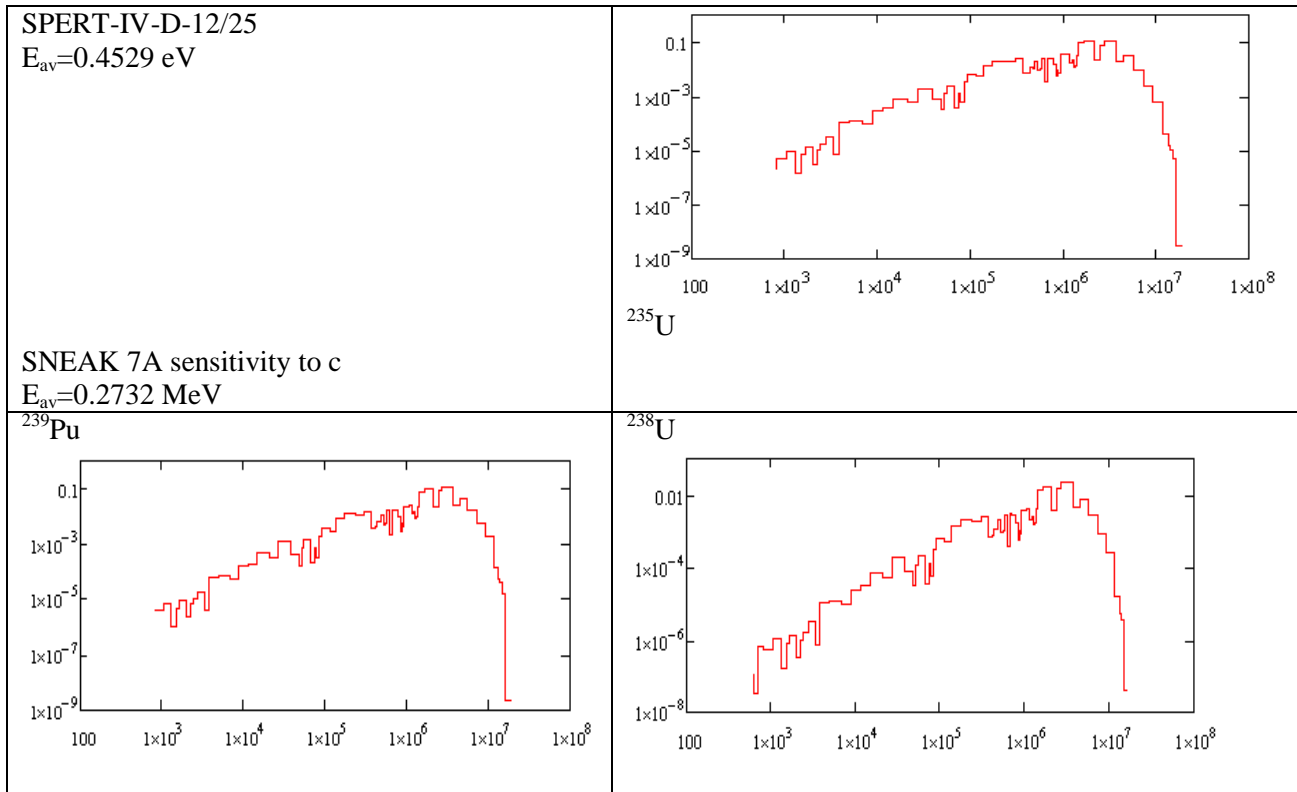 SPERT-IV-D-12/25
Eₐᵥ=0.4529 eV
SNEAK 7A sensitivity to c
Eₐᵥ=0.2732 MeV
0.1
1×10⁻³
1×10⁻⁵
1×10⁻⁷
1×10⁻⁹
100 1×10³ 1×10⁴ 1×10⁵ 1×10⁶ 1×10⁷ 1×10⁸
²³⁵U
²³⁹Pu
0.1
1×10⁻³
1×10⁻⁵
1×10⁻⁷
1×10⁻⁹
100 1×10³ 1×10⁴ 1×10⁵ 1×10⁶ 1×10⁷ 1×10⁸
²³⁸U
0.01
1×10⁻⁴
1×10⁻⁶
1×10⁻⁸
100 1×10³ 1×10⁴ 1×10⁵ 1×10⁶ 1×10⁷ 1×10⁸